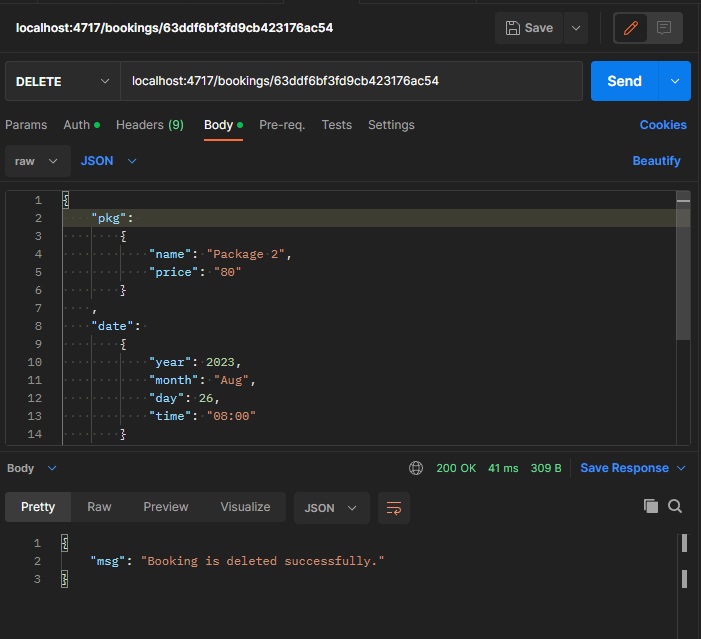 localhost:4717/bookings/63ddf6bf3fd9cb423176ac54
Save
DELETE
localhost:4717/bookings/63ddf6bf3fd9cb423176ac54
Send
Params Auth Headers (9) Body Pre-req. Tests Settings Cookies
raw JSON Beautify
1 {
2 "pkg":
3 {
4 "name": "Package 2",
5 "price": "80"
6 }
7 ,
8 "date":
9 {
10 "year": 2023,
11 "month": "Aug",
12 "day": 26,
13 "time": "08:00"
14 }
Body 200 OK 41 ms 309 B Save Response
Pretty Raw Preview Visualize JSON
1 {
2 "msg": "Booking is deleted successfully."
3 }